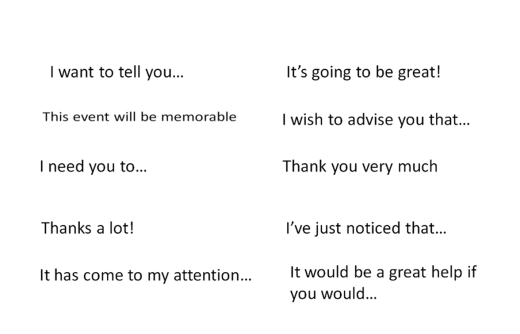 I want to tell you…
It's going to be great!
This event will be memorable
I wish to advise you that…
I need you to…
Thank you very much
Thanks a lot!
I've just noticed that…
It has come to my attention…
It would be a great help if
you would…